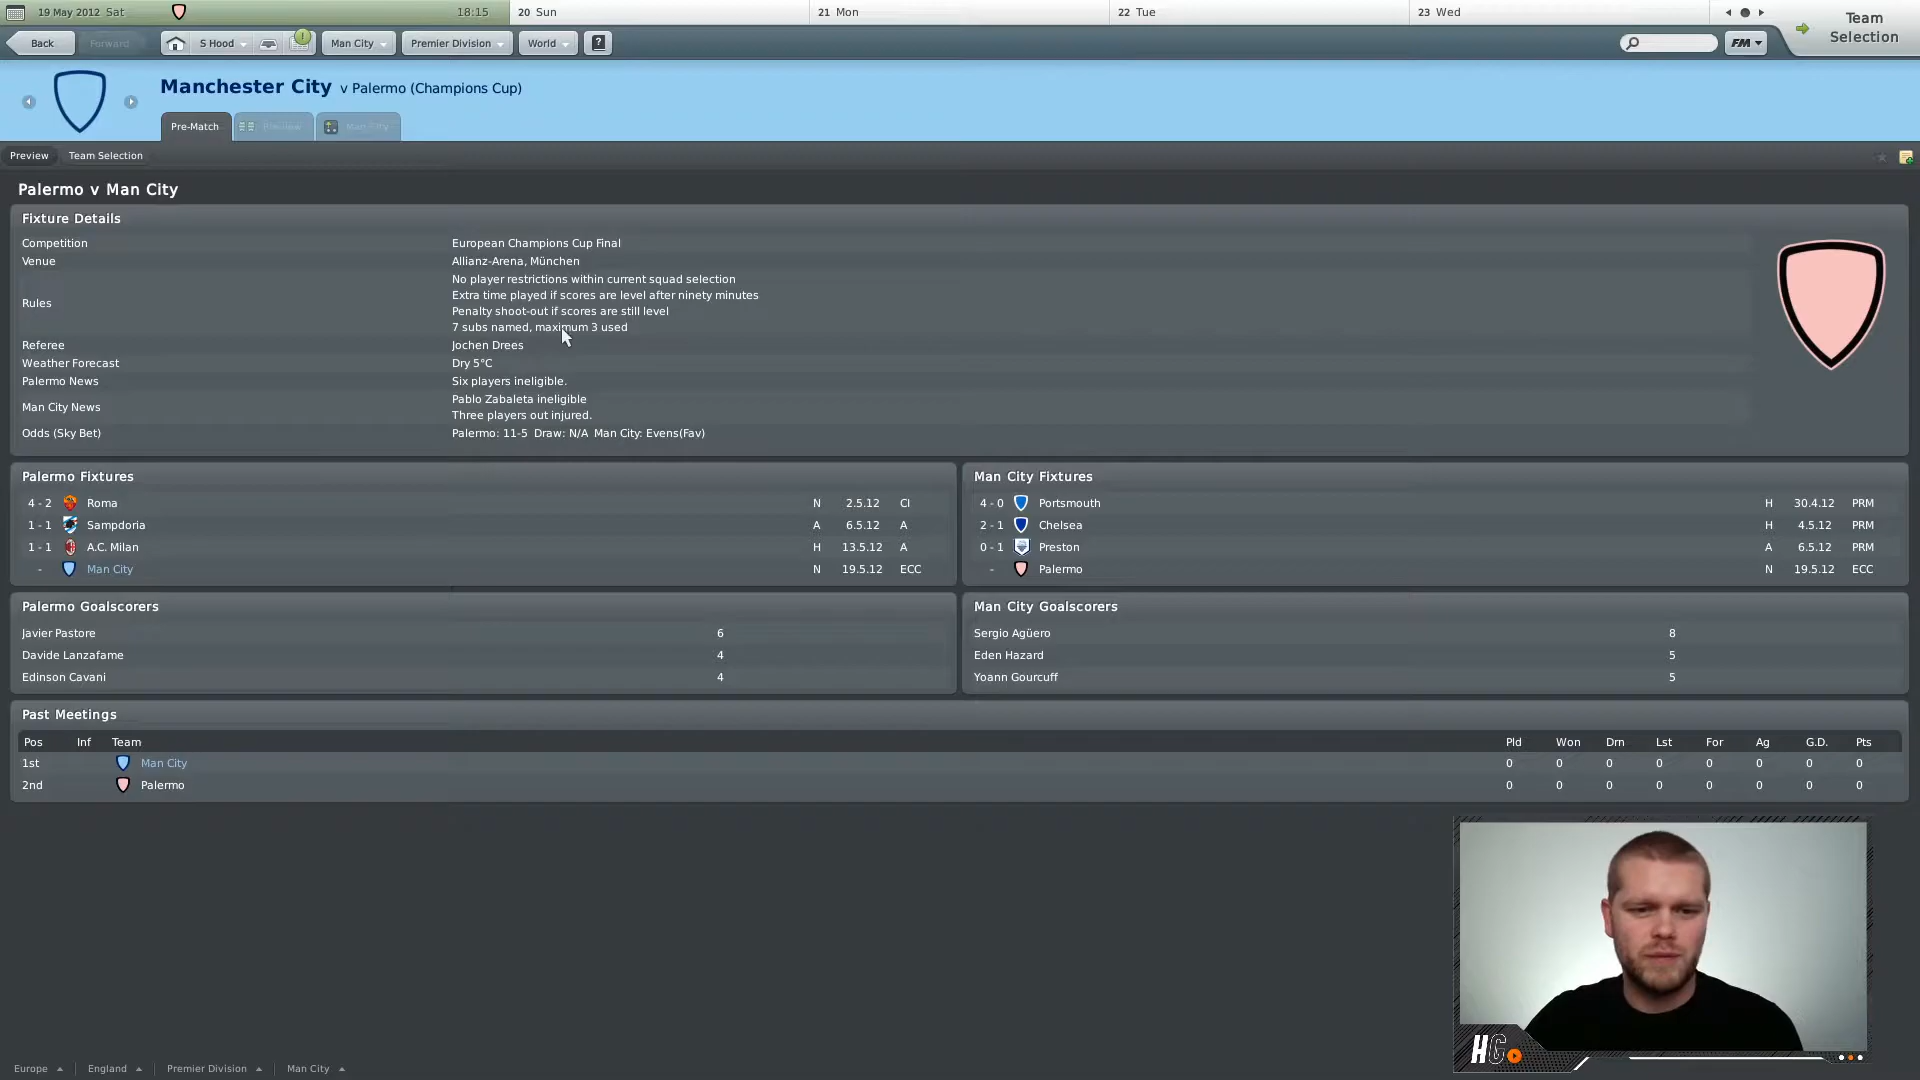 19 May 2012 Sat 18:15 20 Sun 21 Mon 22 Tue 23 Wed
Team Selection
Back Forward S Hood Man City Premier Division World ? FM
Manchester City v Palermo (Champions Cup)
Pre-Match Preview Man City
Preview Team Selection
Palermo v Man City
Fixture Details
Competition European Champions Cup Final
Venue Allianz-Arena, München
Rules No player restrictions within current squad selection
Extra time played if scores are level after ninety minutes
Penalty shoot-out if scores are still level
7 subs named, maximum 3 used
Referee Jochen Drees
Weather Forecast Dry 5°C
Palermo News Six players ineligible.
Man City News Pablo Zabaleta ineligible
Three players out injured.
Odds (Sky Bet) Palermo: 11-5 Draw: N/A Man City: Evens(Fav)
Palermo Fixtures
4 - 2 Roma N 2.5.12 CI
1 - 1 Sampdoria A 6.5.12 A
1 - 1 A.C. Milan H 13.5.12 A
- Man City N 19.5.12 ECC
Man City Fixtures
4 - 0 Portsmouth H 30.4.12 PRM
2 - 1 Chelsea H 4.5.12 PRM
0 - 1 Preston A 6.5.12 PRM
- Palermo N 19.5.12 ECC
Palermo Goalscorers
Javier Pastore 6
Davide Lanzafame 4
Edinson Cavani 4
Man City Goalscorers
Sergio Agüero 8
Eden Hazard 5
Yoann Gourcuff 5
Past Meetings
Pos Inf Team Pld Won Drn Lst For Ag G.D. Pts
1st Man City 0 0 0 0 0 0 0 0
2nd Palermo 0 0 0 0 0 0 0 0
HG
Europe England Premier Division Man City